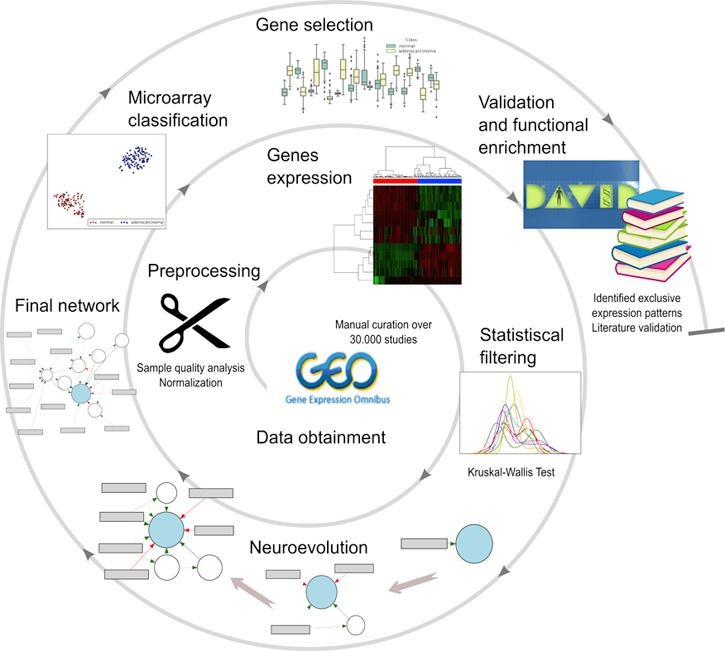 Gene selection
Class
normal
adenocarcinoma
Microarray
classification
normal
adenocarcinoma
Validation
and functional
enrichment
DAVID
Identified exclusive
expression patterns
Literature validation
Genes
expression
Preprocessing
Sample quality analysis
Normalization
Final network
Manual curation over
30.000 studies
GEO
Gene Expression Omnibus
Data obtainment
Statistiscal
filtering
Kruskal-Wallis Test
Neuroevolution